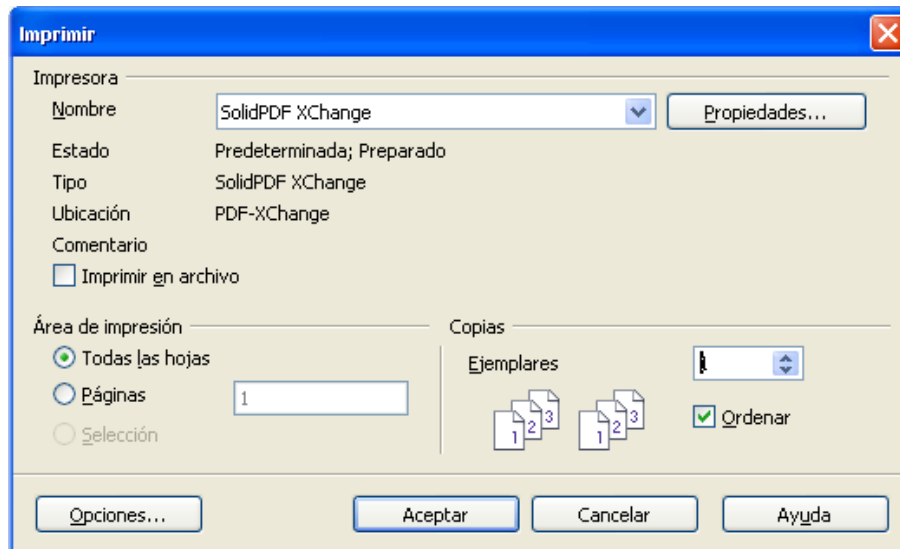 Imprimir
Impresora
Nombre SolidPDF XChange Propiedades...
Estado Predeterminada; Preparado
Tipo SolidPDF XChange
Ubicación PDF-XChange
Comentario
Imprimir en archivo
Área de impresión Copias
Todas las hojas
Ejemplares 1
Páginas 1
1 2 3 1 2 3 Ordenar
Selección
Opciones... Aceptar Cancelar Ayuda